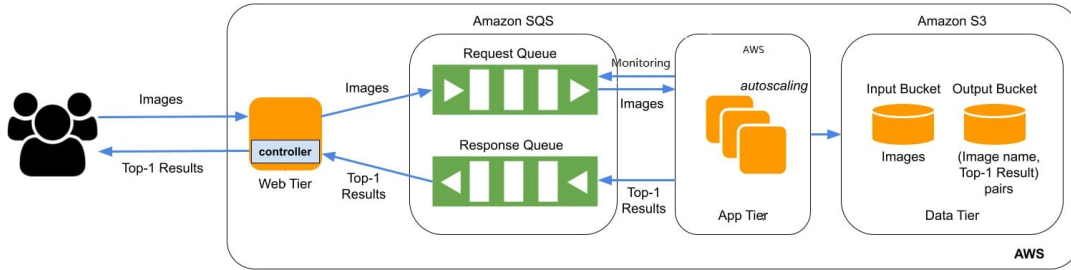 Amazon SQS
Amazon S3
Request Queue
AWS
Monitoring
autoscaling
Images
Images
Images
Input Bucket
Output Bucket
controller
Top-1 Results
Web Tier
Response Queue
Top-1
Results
Top-1
Results
App Tier
Images
(Image name,
Top-1 Result)
pairs
Data Tier
AWS